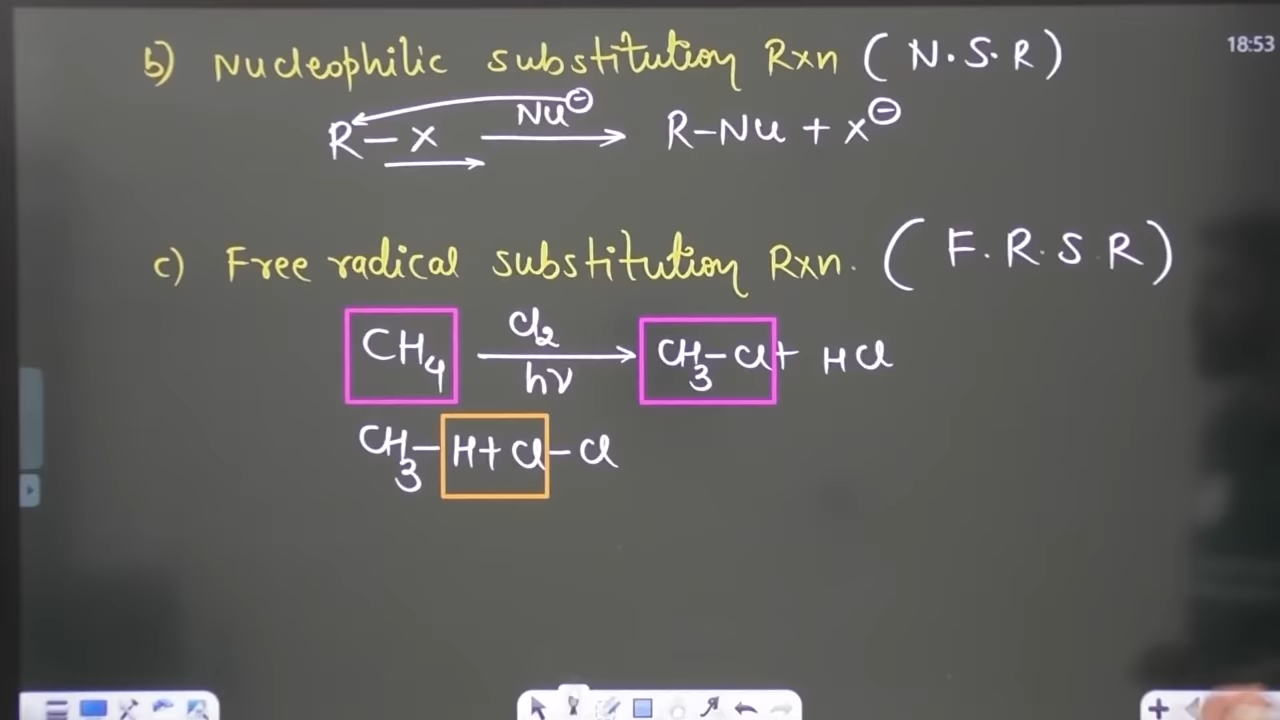 18:53
b) Nucleophilic substitution Rxn (N.S.R)
R-X Nu⊖ → R-Nu + X⊖
c) Free radical substitution Rxn. (F.R.S.R)
CH₄ Cl₂ hν → CH₃-Cl + HCl
CH₃-H+Cl-Cl